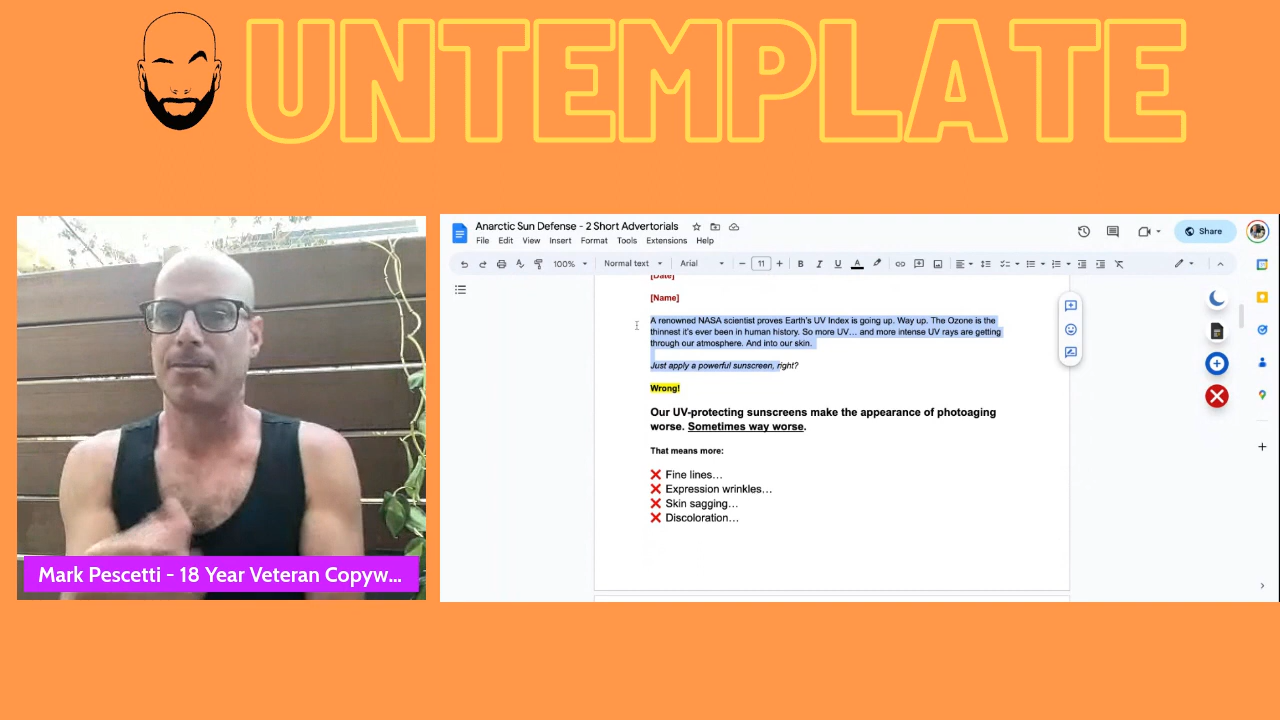 UNTEMPLATE
Mark Pescetti - 18 Year Veteran Copyw...
Anarctic Sun Defense - 2 Short Advertorials
Share
File Edit View Insert Format Tools Extensions Help
100% Normal text Arial 11 B I U A
[Date]
[Name]
A renowned NASA scientist proves Earth's UV Index is going up. Way up. The Ozone is the
thinnest it's ever been in human history. So more UV... and more intense UV rays are getting
through our atmosphere. And into our skin.
Just apply a powerful sunscreen, right?
Wrong!
Our UV-protecting sunscreens make the appearance of photoaging
worse. Sometimes way worse.
That means more:
❌ Fine lines...
❌ Expression wrinkles...
❌ Skin sagging...
❌ Discoloration...